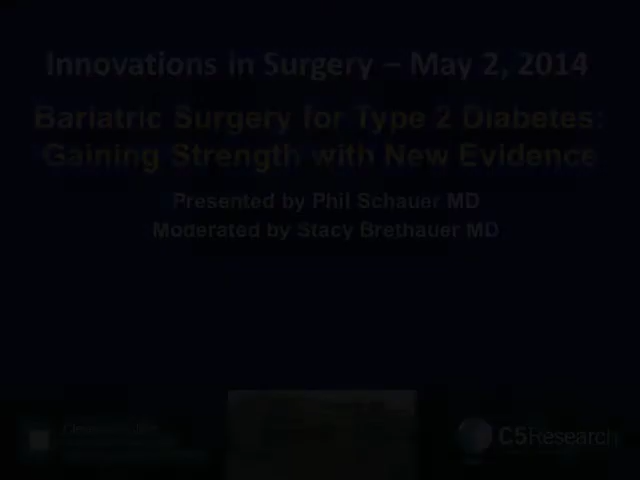 Innovations in Surgery – May 2, 2014
Bariatric Surgery for Type 2 Diabetes:
Gaining Strength with New Evidence
Presented by Phil Schauer MD
Moderated by Stacy Brethauer MD
C5Research